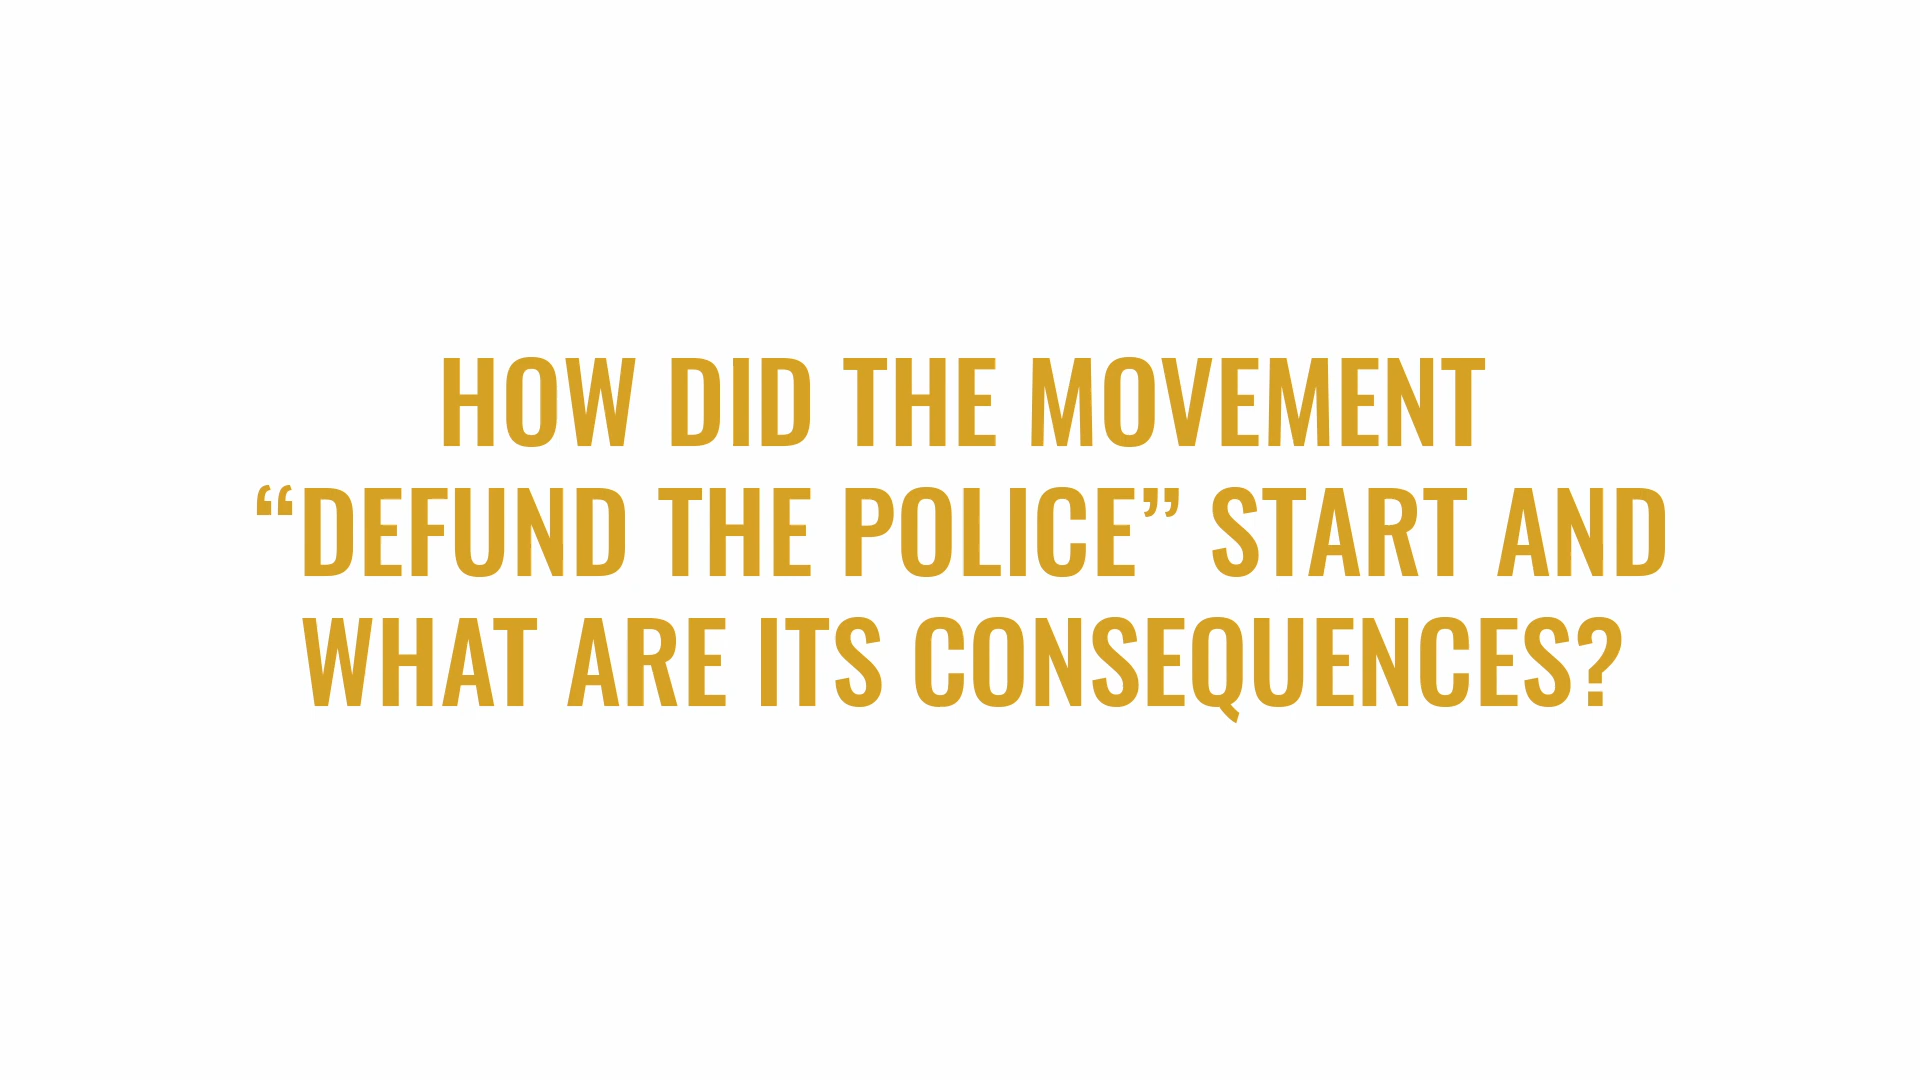 HOW DID THE MOVEMENT
“DEFUND THE POLICE” START AND
WHAT ARE ITS CONSEQUENCES?